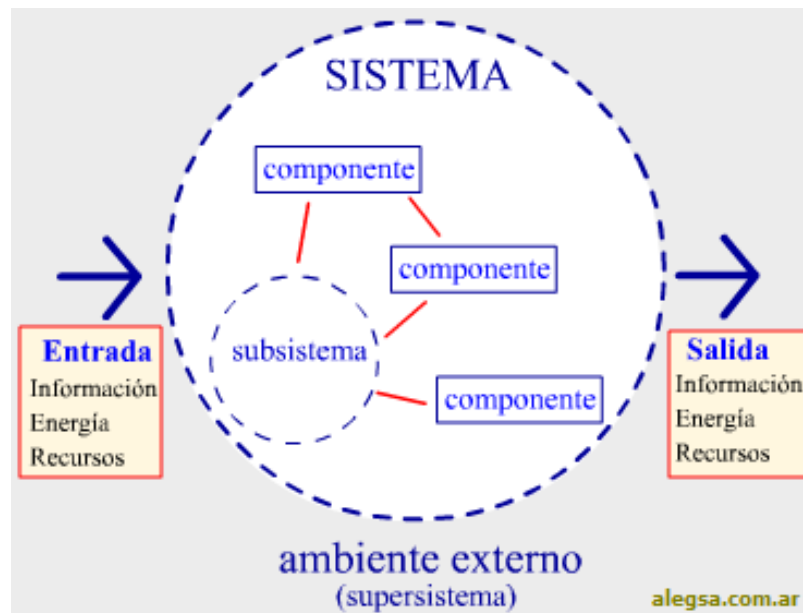 SISTEMA
componente
componente
subsistema
componente
Entrada
Información
Energía
Recursos
Salida
Información
Energía
Recursos
ambiente externo
(supersistema)
alegsa.com.ar